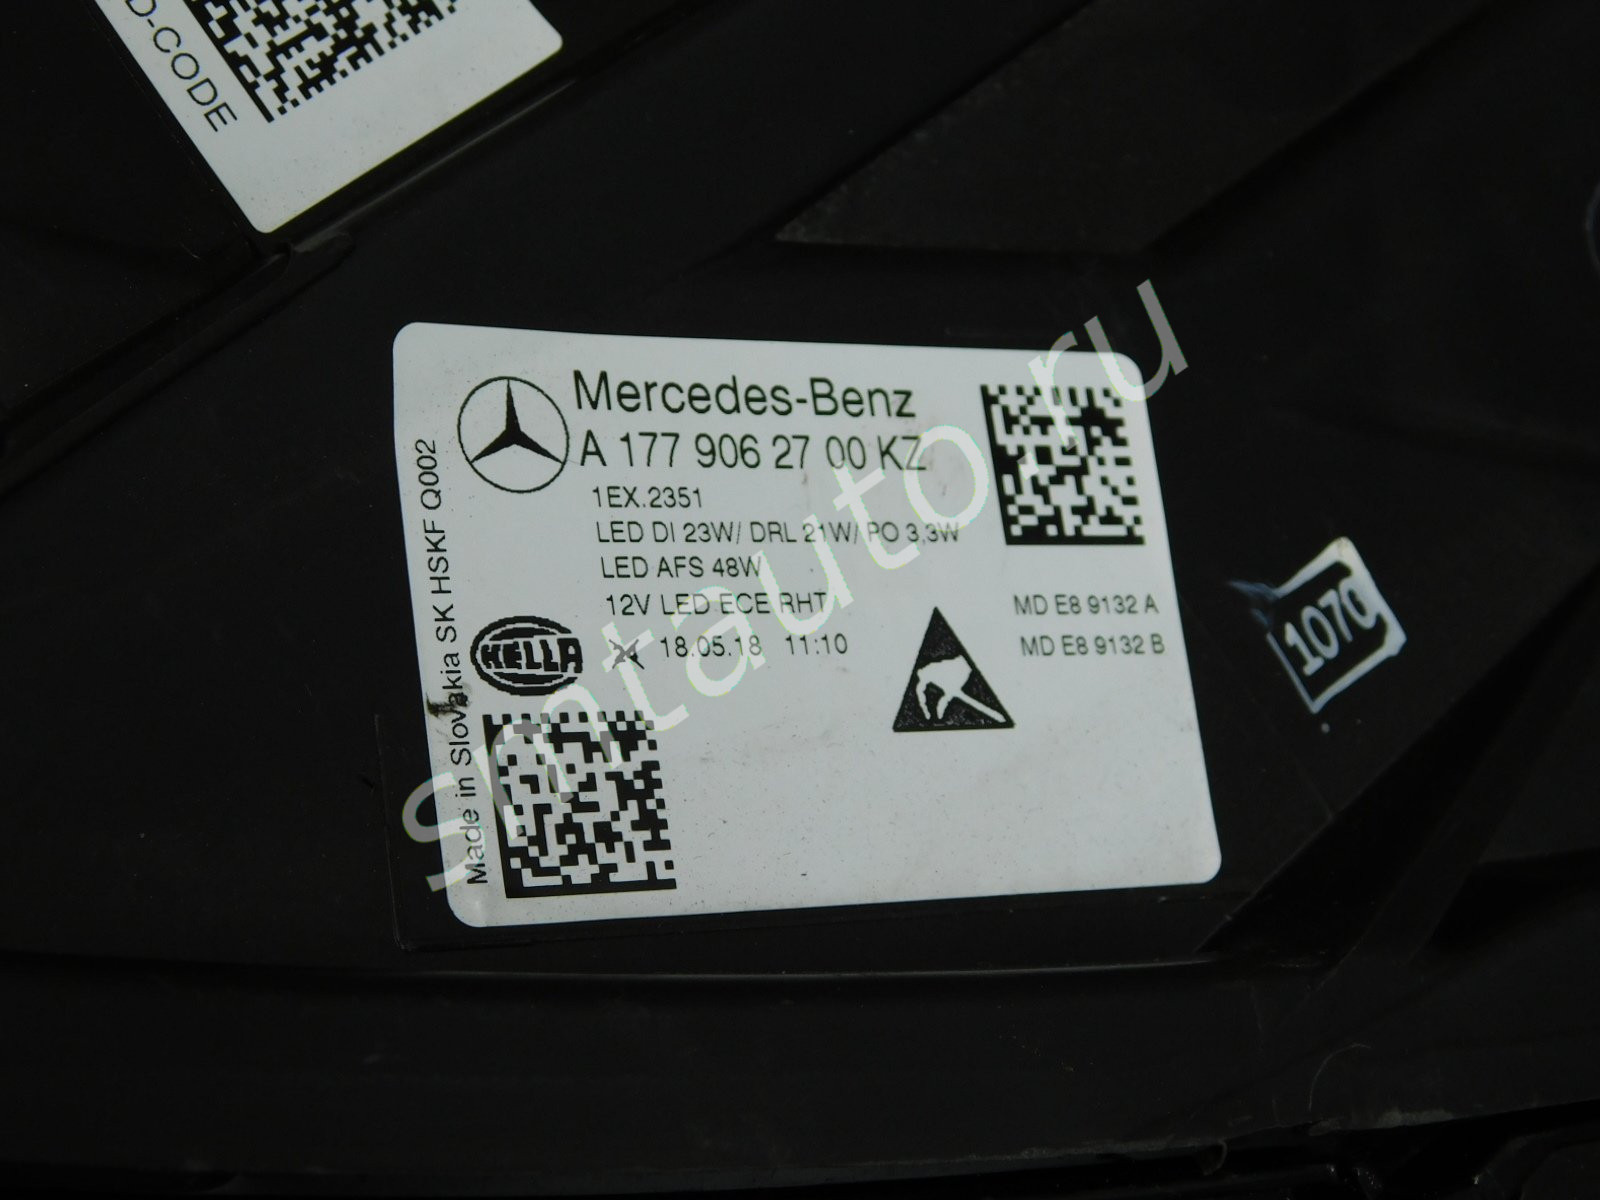 D-CODE
Mercedes-Benz
A 177 906 27 00 KZ
1EX.2351
LED DI 23W/ DRL 21W/ PO 3,3W
LED AFS 48W
12V LED ECE RHT
18.05.18 11:10
HELLA
MD E8 9132 A
MD E8 9132 B
Made in Slovakia SK HSKF Q002
1070
smtauto.ru